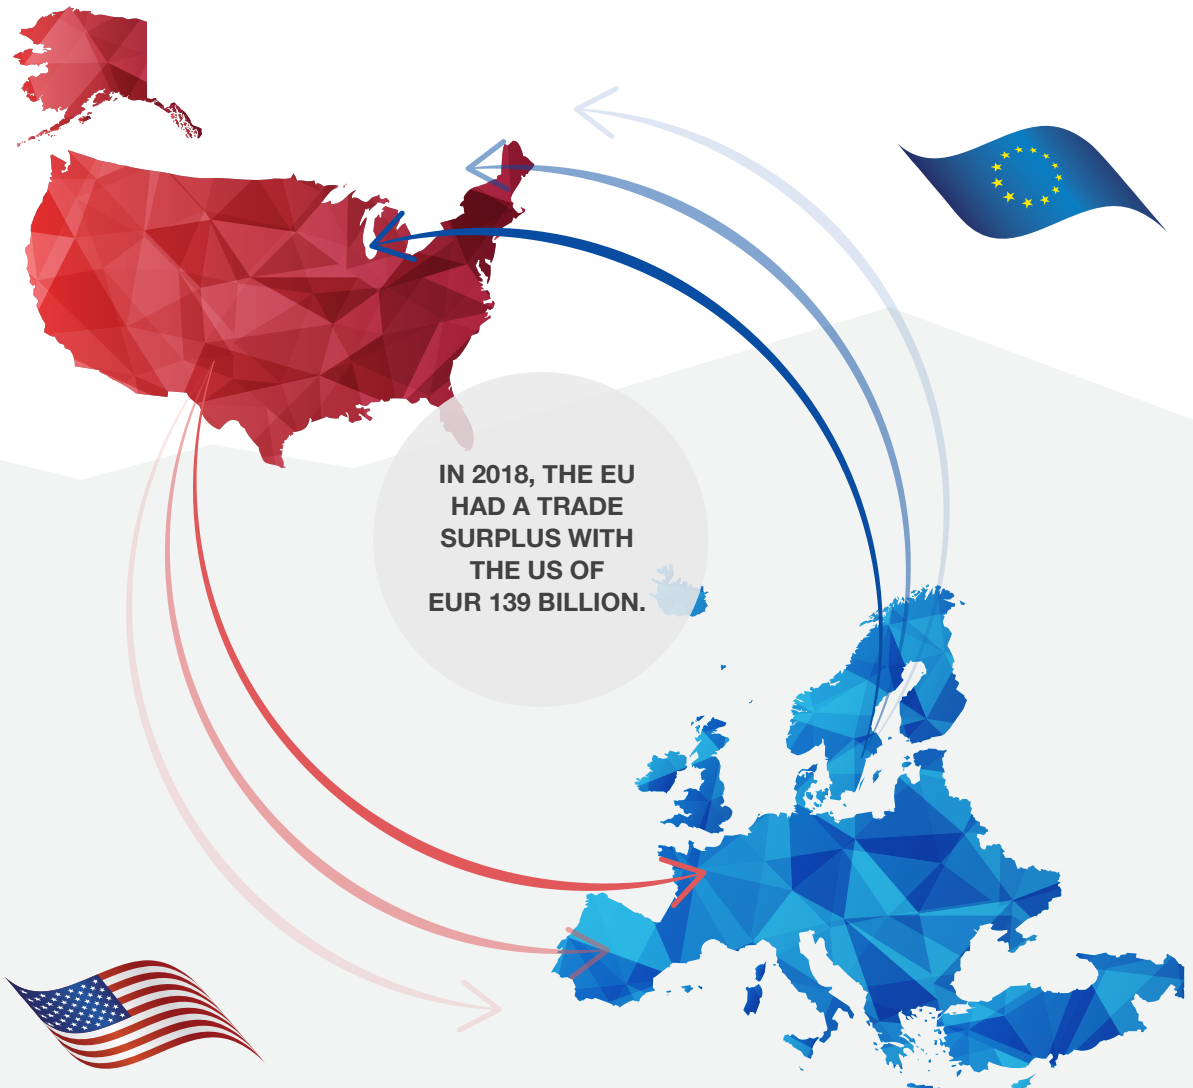 IN 2018, THE EU
HAD A TRADE
SURPLUS WITH
THE US OF
EUR 139 BILLION.